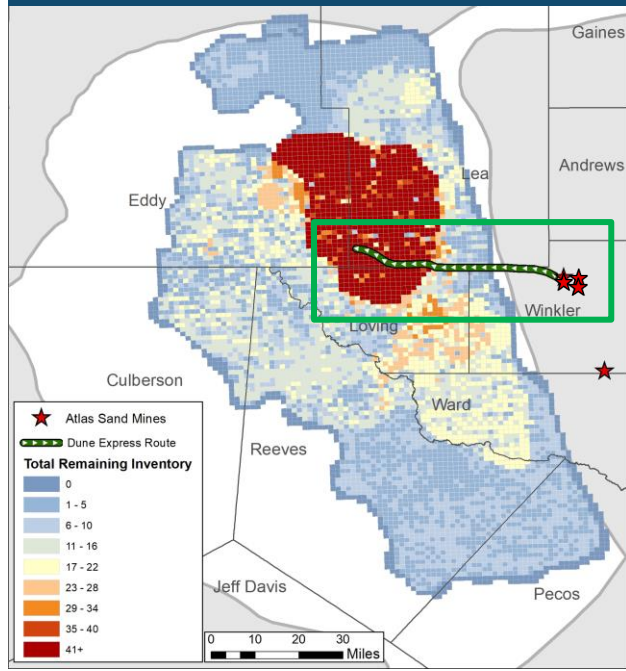 Gaines
Andrews
Lea
Eddy
Winkler
Loving
Culberson
Ward
Reeves
Jeff Davis
Pecos
Atlas Sand Mines
Dune Express Route
Total Remaining Inventory
0
1 - 5
6 - 10
11 - 16
17 - 22
23 - 28
29 - 34
35 - 40
41+
0 10 20 30
Miles